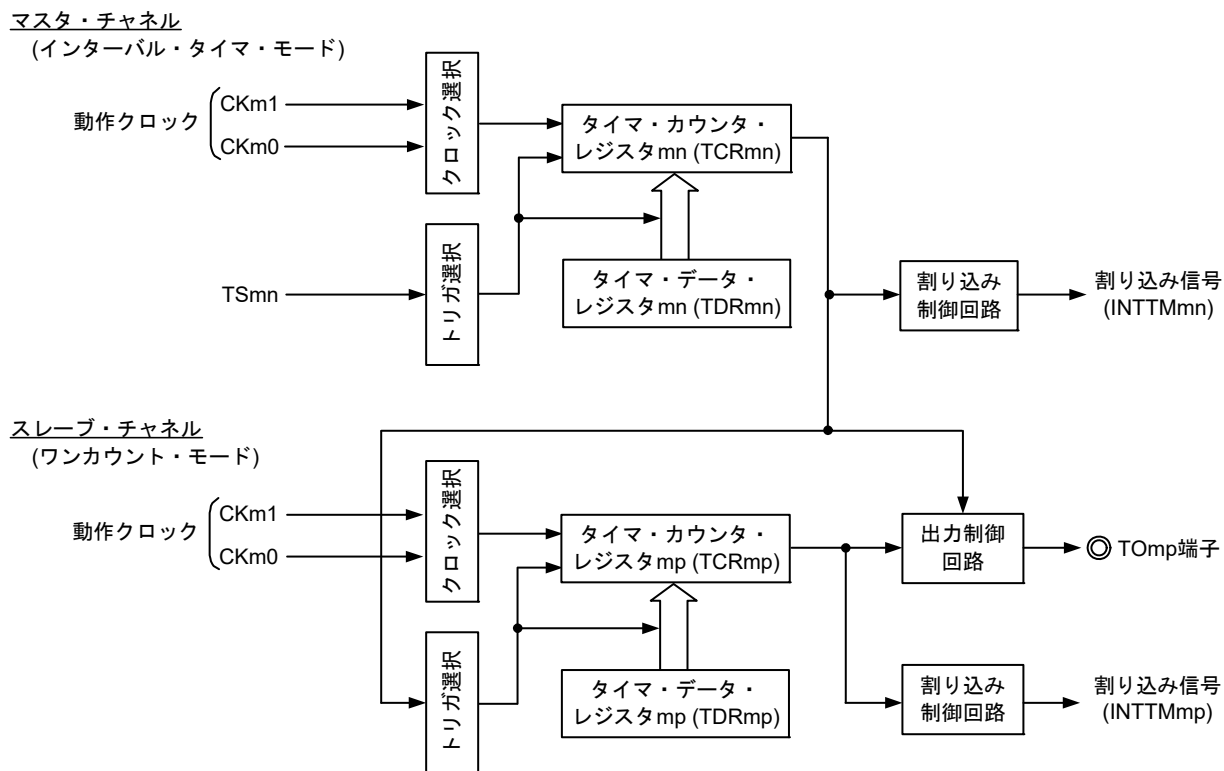 マスタ・チャネル
(インターバル・タイマ・モード)
動作クロック
CKm1
CKm0
クロック選択
タイマ・カウンタ・
レジスタmn (TCRmn)
TSmn
トリガ選択
タイマ・データ・
レジスタmn (TDRmn)
割り込み
制御回路
割り込み信号
(INTTMmn)
スレーブ・チャネル
(ワンカウント・モード)
動作クロック
CKm1
CKm0
クロック選択
タイマ・カウンタ・
レジスタmp (TCRmp)
出力制御
回路
TOmp端子
トリガ選択
タイマ・データ・
レジスタmp (TDRmp)
割り込み
制御回路
割り込み信号
(INTTMmp)